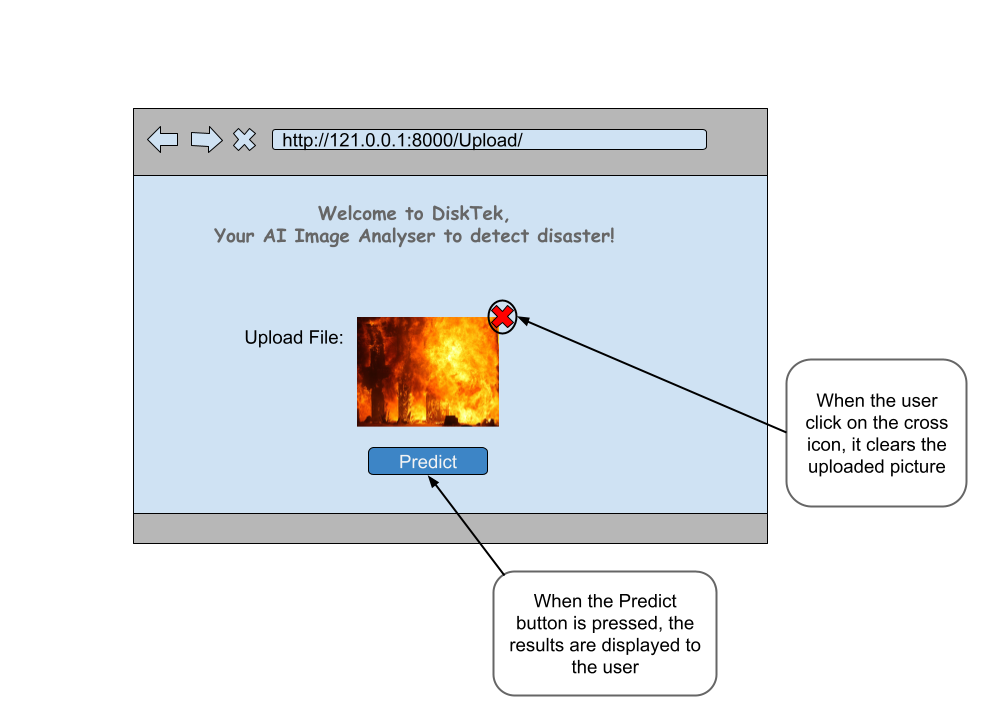 http://121.0.0.1:8000/Upload/
Welcome to DiskTek,
Your AI Image Analyser to detect disaster!
Upload File:
Predict
When the user
click on the cross
icon, it clears the
uploaded picture
When the Predict
button is pressed, the
results are displayed to
the user